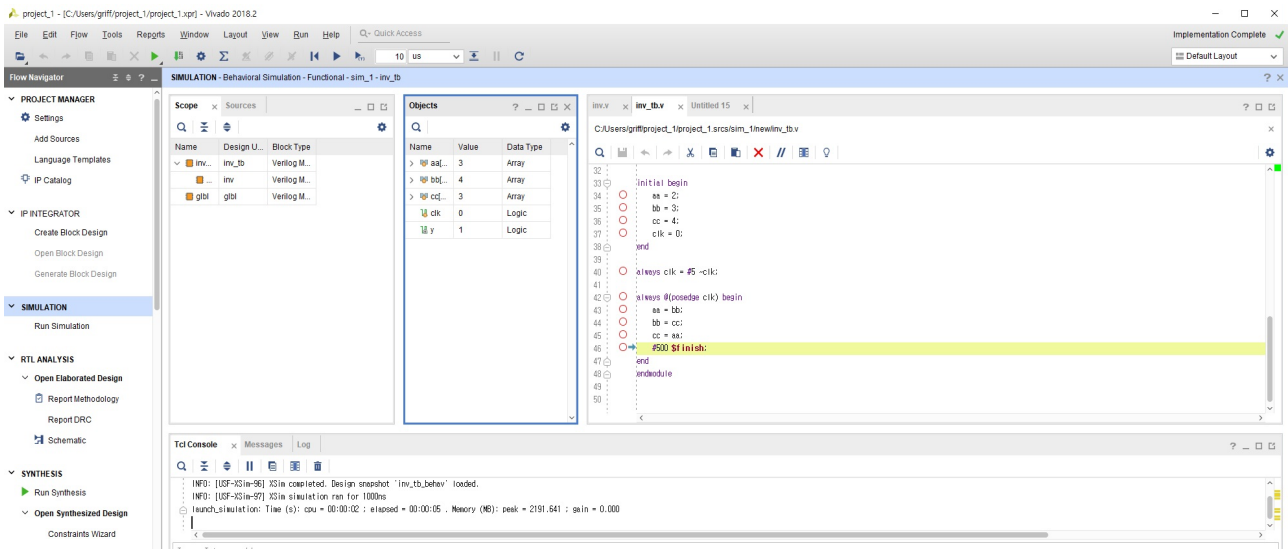 project_1 - [C:/Users/griff/project_1/project_1.xpr] - Vivado 2018.2
File Edit Flow Tools Reports Window Layout View Run Help Q- Quick Access
Implementation Complete
10 us
Default Layout
Flow Navigator
SIMULATION - Behavioral Simulation - Functional - sim_1 - inv_tb
PROJECT MANAGER
Settings
Add Sources
Language Templates
IP Catalog
IP INTEGRATOR
Create Block Design
Open Block Design
Generate Block Design
SIMULATION
Run Simulation
RTL ANALYSIS
Open Elaborated Design
Report Methodology
Report DRC
Schematic
SYNTHESIS
Run Synthesis
Open Synthesized Design
Constraints Wizard
Scope Sources
Name Design U... Block Type
inv... inv_tb Verilog M...
... inv Verilog M...
glbl glbl Verilog M...
Objects
Name Value Data Type
aa[... 3 Array
bb[... 4 Array
cc[... 3 Array
clk 0 Logic
y 1 Logic
inv.v inv_tb.v Untitled 15
C:/Users/griff/project_1/project_1.srcs/sim_1/new/inv_tb.v
32
33 initial begin
34 aa = 2;
35 bb = 3;
36 cc = 4;
37 clk = 0;
38 end
39
40 always clk = #5 ~clk;
41
42 always @(posedge clk) begin
43 aa = bb;
44 bb = cc;
45 cc = aa;
46 #500 $finish;
47 end
48 endmodule
49
50
Tcl Console Messages Log
INFO: [USF-XSim-96] XSim completed. Design snapshot 'inv_tb_behav' loaded.
INFO: [USF-XSim-97] XSim simulation ran for 1000ns
launch_simulation: Time (s): cpu = 00:00:02 ; elapsed = 00:00:05 . Memory (MB): peak = 2191.641 ; gain = 0.000